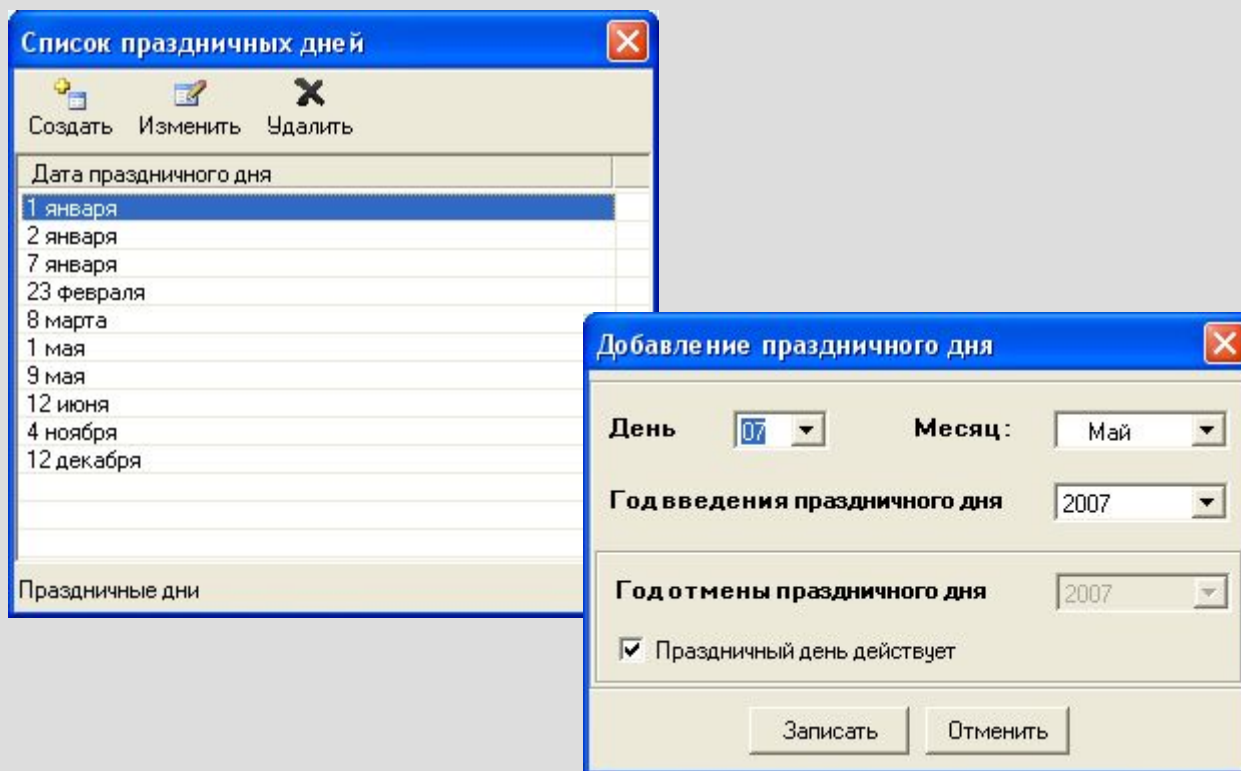 Список праздничных дней
Создать Изменить Удалить
Дата праздничного дня
1 января
2 января
7 января
23 февраля
8 марта
1 мая
9 мая
12 июня
4 ноября
12 декабря
Праздничные дни
Добавление праздничного дня
День 07 Месяц: Май
Год введения праздничного дня 2007
Год отмены праздничного дня 2007
Праздничный день действует
Записать Отменить